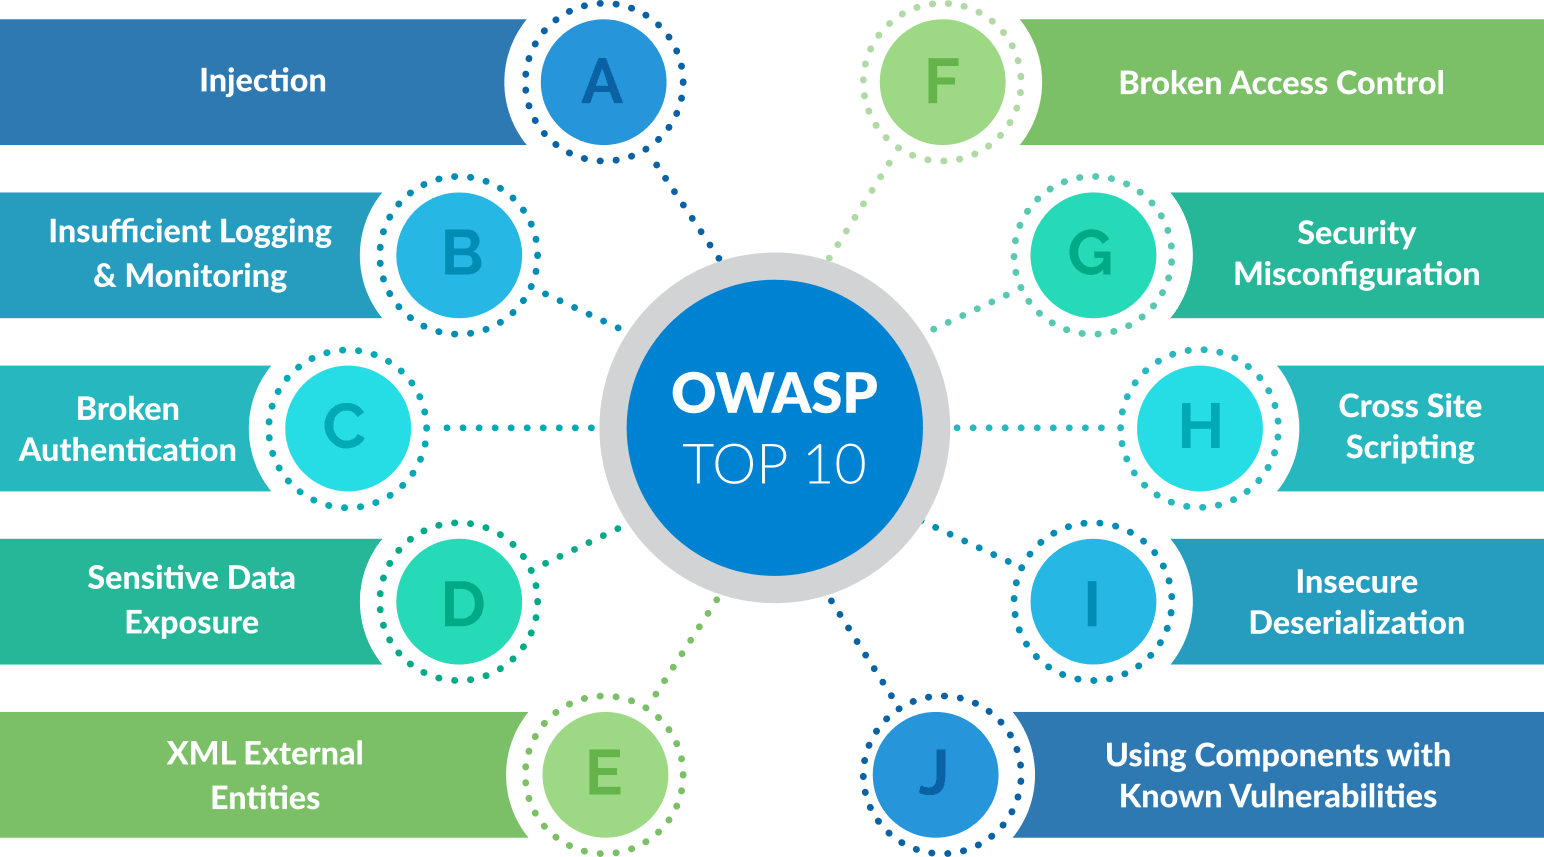 Injection
A
Insufficient Logging
& Monitoring
B
Broken
Authentication
C
Sensitive Data
Exposure
D
XML External
Entities
E
OWASP
TOP 10
F
Broken Access Control
G
Security
Misconfiguration
H
Cross Site
Scripting
I
Insecure
Deserialization
J
Using Components with
Known Vulnerabilities